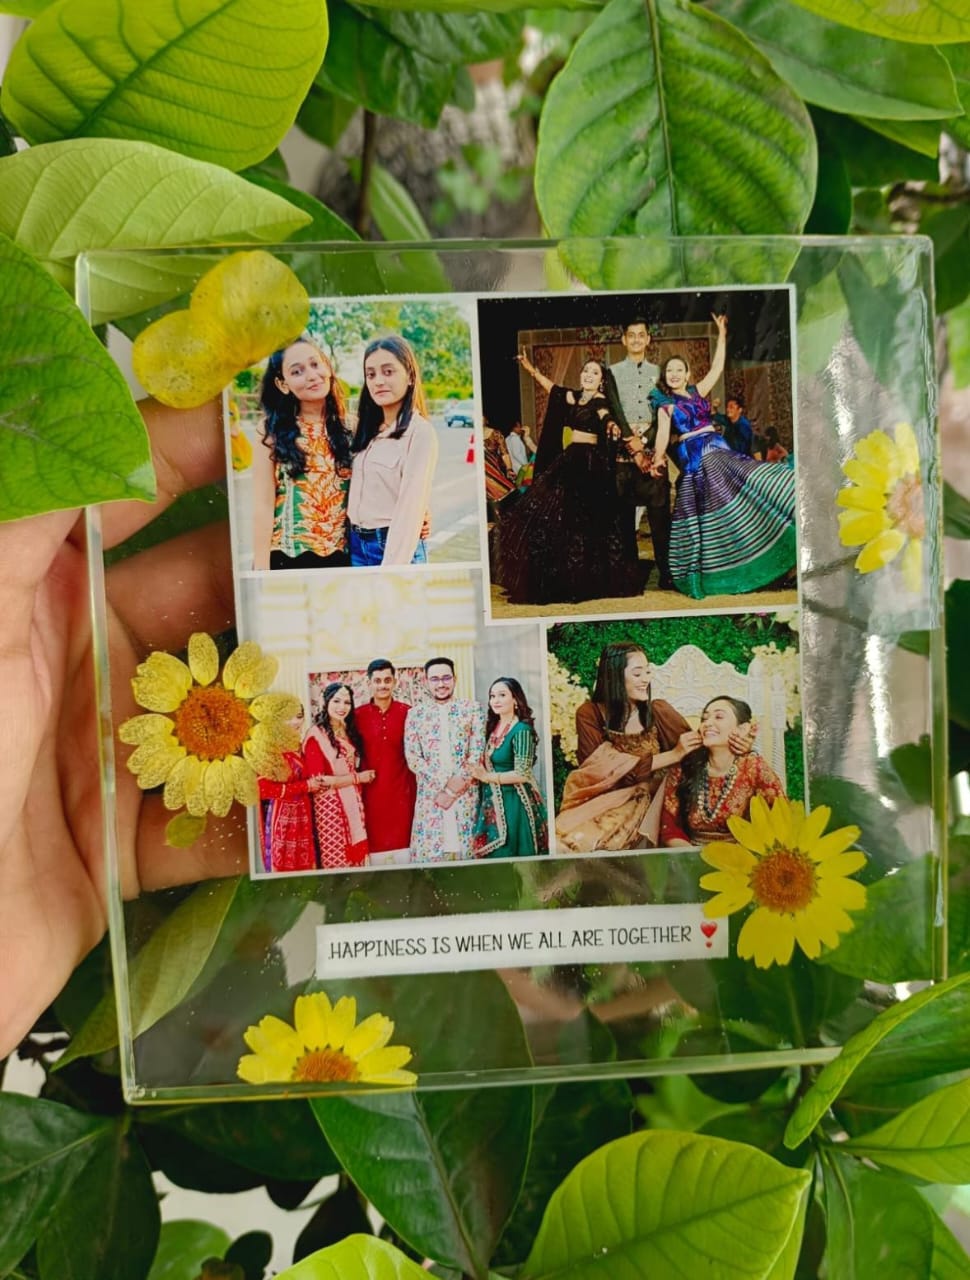 .HAPPINESS IS WHEN WE ALL ARE TOGETHER ❣️